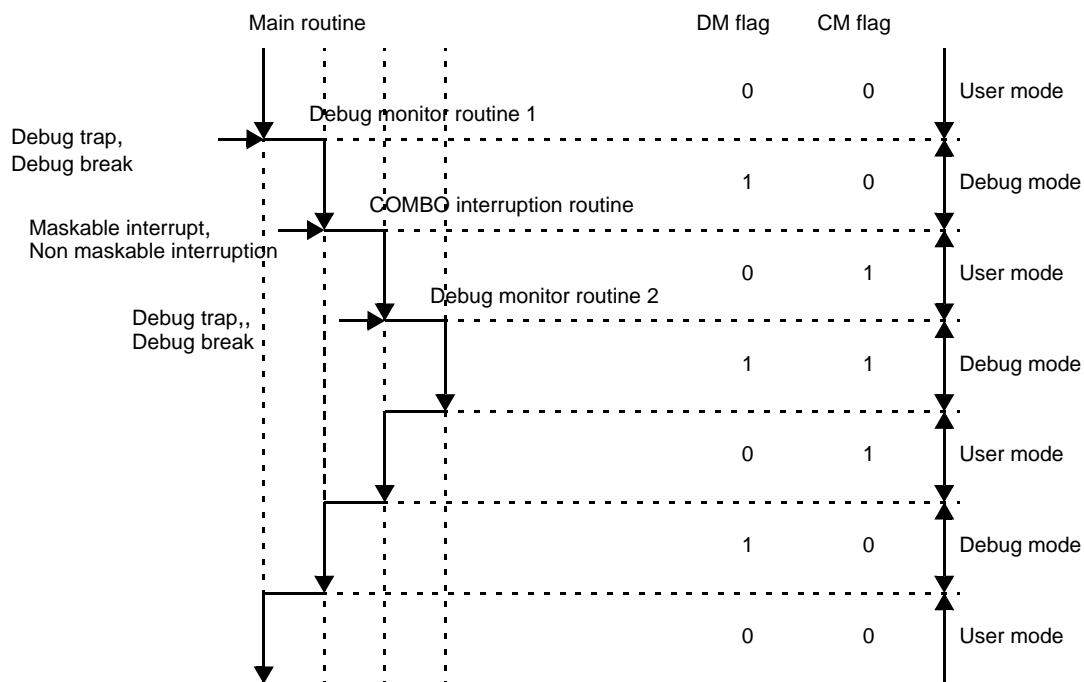 Main routine DM flag CM flag
0 0 User mode
Debug monitor routine 1
Debug trap,
Debug break
1 0 Debug mode
COMBO interruption routine
Maskable interrupt,
Non maskable interruption
0 1 User mode
Debug monitor routine 2
Debug trap,,
Debug break
1 1 Debug mode
0 1 User mode
1 0 Debug mode
0 0 User mode